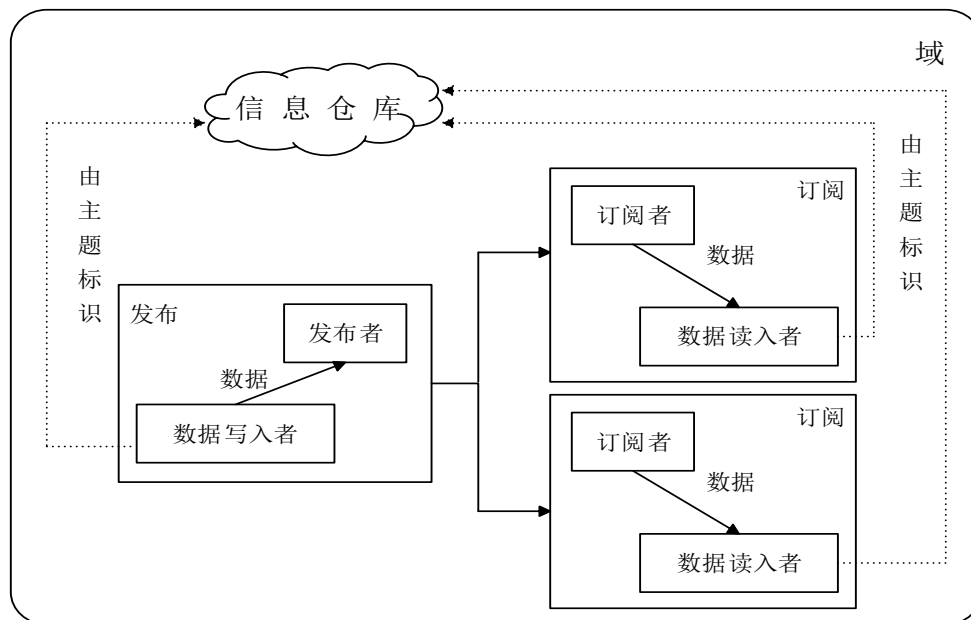 域
信息仓库
由主题标识
由主题标识
订阅
订阅者
数据
数据读入者
发布
发布者
数据
数据写入者
订阅
订阅者
数据
数据读入者